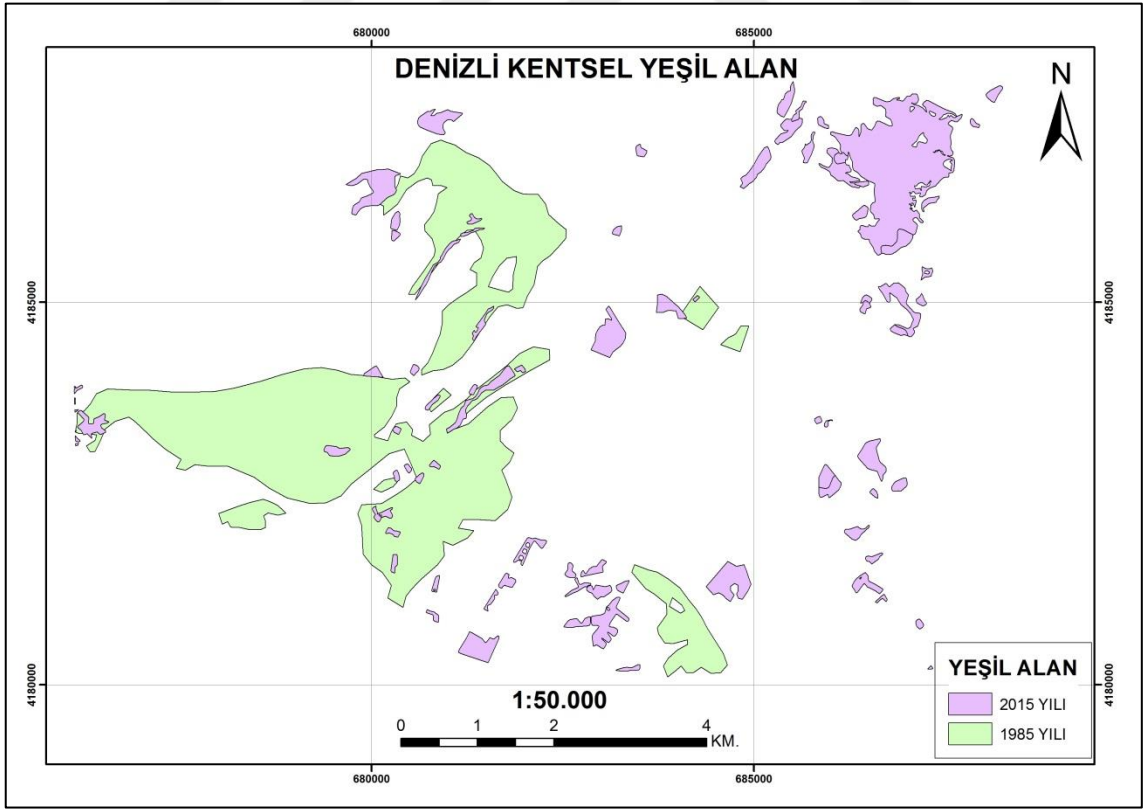 680000 685000
DENİZLİ KENTSEL YEŞİL ALAN
N
4185000 4185000
4180000 4180000
YEŞİL ALAN
2015 YILI
1985 YILI
1:50.000
0 1 2 4
KM.
680000 685000